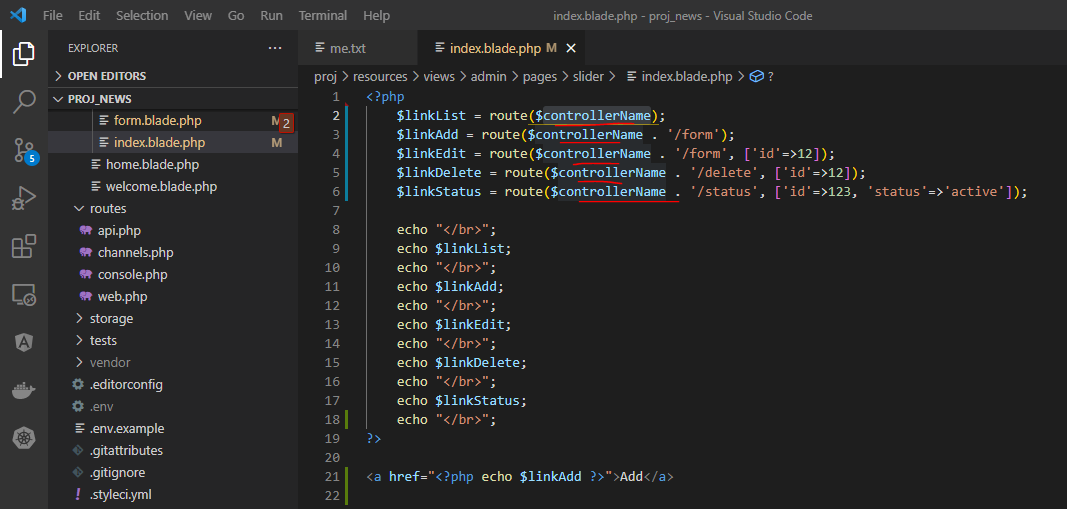 File Edit Selection View Go Run Terminal Help index.blade.php - proj_news - Visual Studio Code
EXPLORER ··· me.txt index.blade.php M ×
OPEN EDITORS
proj > resources > views > admin > pages > slider > index.blade.php > ?
PROJ_NEWS
form.blade.php M 2
index.blade.php M
home.blade.php
welcome.blade.php
5
routes
api.php
channels.php
console.php
web.php
storage
tests
vendor
.editorconfig
.env
.env.example
.gitattributes
.gitignore
! .styleci.yml
1 <?php
2 $linkList = route($controllerName);
3 $linkAdd = route($controllerName . '/form');
4 $linkEdit = route($controllerName . '/form', ['id'=>12]);
5 $linkDelete = route($controllerName . '/delete', ['id'=>12]);
6 $linkStatus = route($controllerName . '/status', ['id'=>123, 'status'=>'active']);
7
8 echo "</br>";
9 echo $linkList;
10 echo "</br>";
11 echo $linkAdd;
12 echo "</br>";
13 echo $linkEdit;
14 echo "</br>";
15 echo $linkDelete;
16 echo "</br>";
17 echo $linkStatus;
18 echo "</br>";
19 ?>
20
21 <a href="<?php echo $linkAdd ?>">Add</a>
22